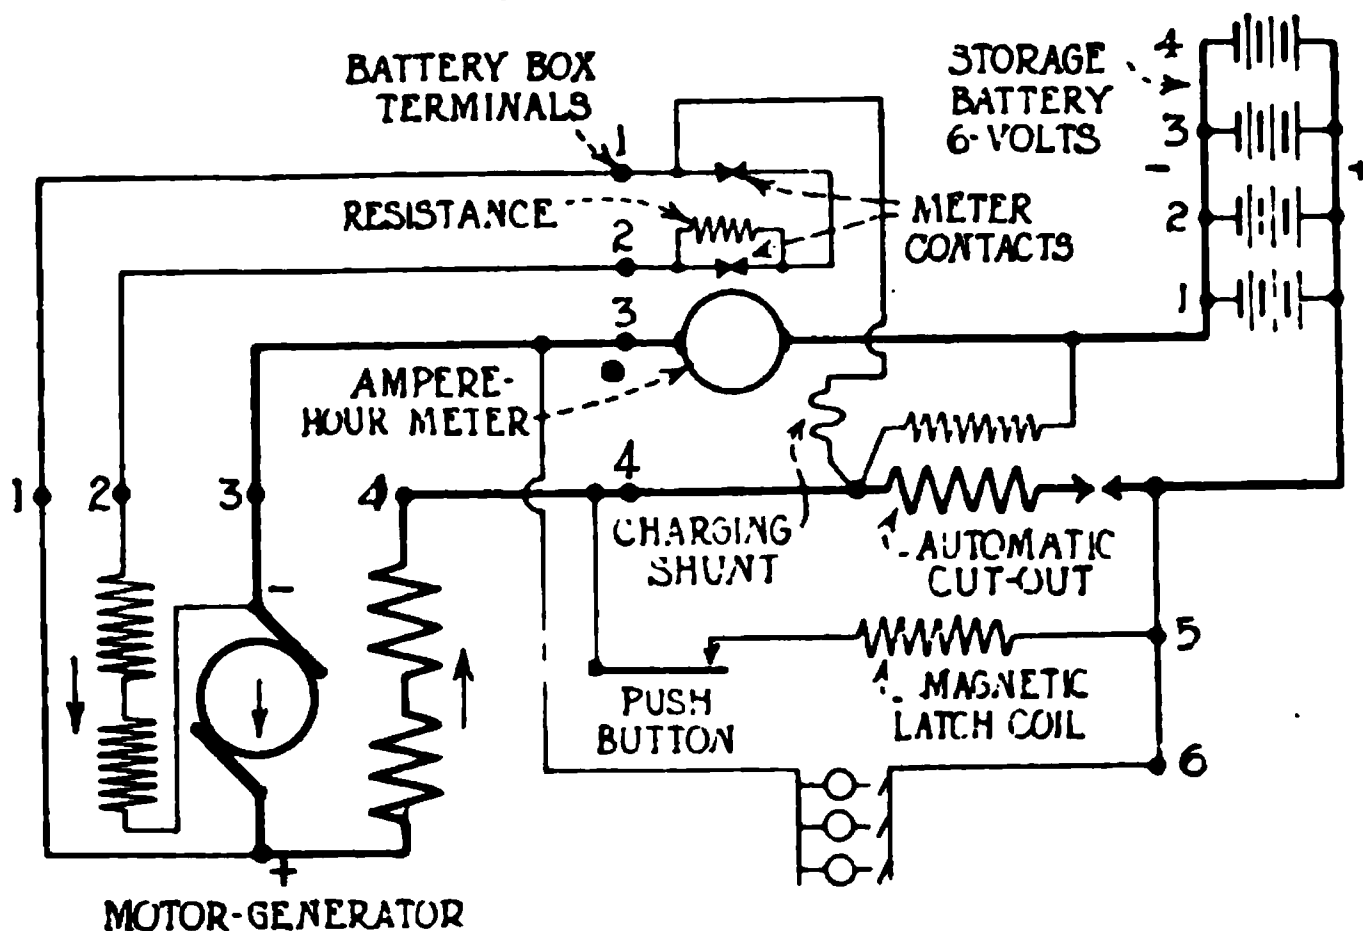 BATTERY BOX
TERMINALS
1
RESISTANCE
2
3
AMPERE-
HOUR METER
METER
CONTACTS
STORAGE
BATTERY
6-VOLTS
4
3
2
1
-
+
1
2
3
4
4
CHARGING
SHUNT
AUTOMATIC
CUT-OUT
5
MAGNETIC
LATCH COIL
PUSH
BUTTON
6
-
+
MOTOR-GENERATOR